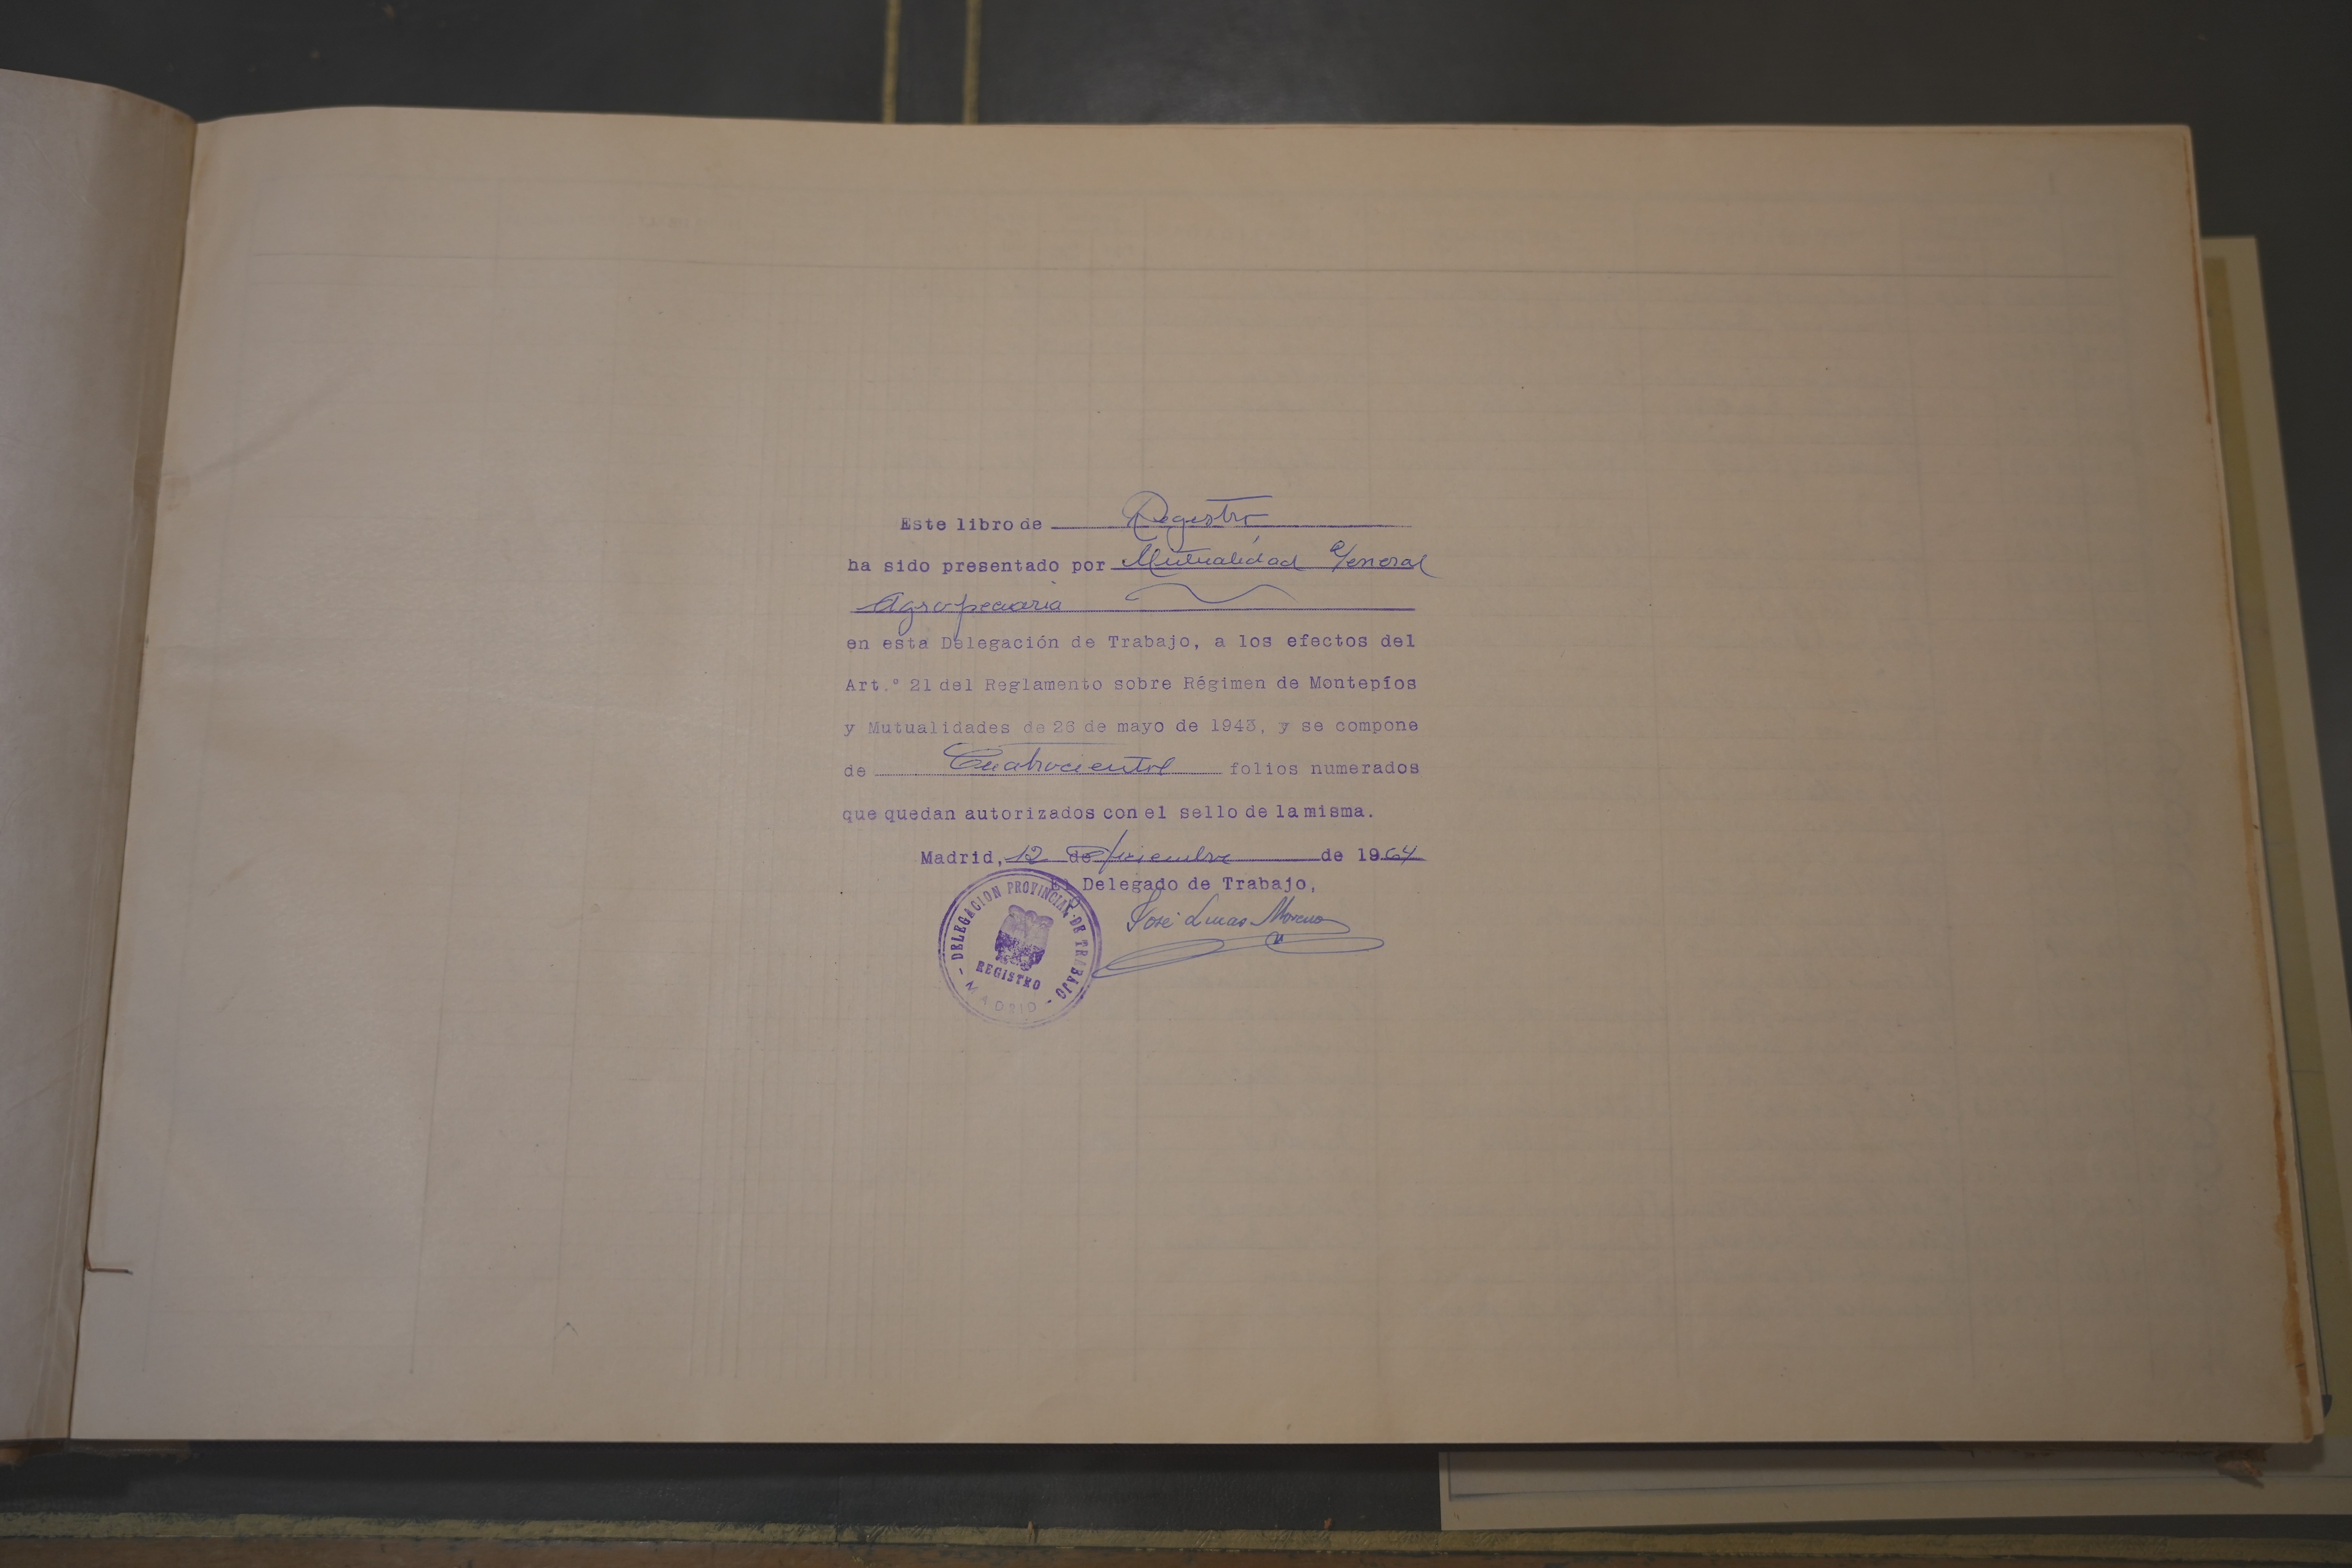 Este libro de Registro
ha sido presentado por Mutualidad General
Agropecuaria
en esta Delegación de Trabajo, a los efectos del
Art.º 21 del Reglamento sobre Régimen de Montepíos
y Mutualidades de 26 de mayo de 1943, y se compone
de Cuatrocientos folios numerados
que quedan autorizados con el sello de la misma.
Madrid, 12 de Diciembre de 1964
El Delegado de Trabajo,
José Lucas Moreno
- DELEGACION PROVINCIAL DE TRABAJO -
REGISTRO
MADRID